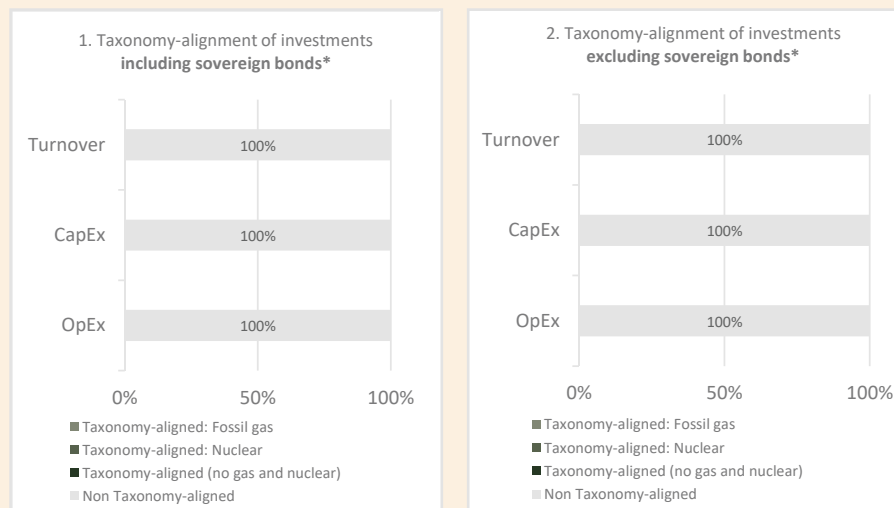 1. Taxonomy-alignment of investments
including sovereign bonds*
Turnover
100%
CapEx
100%
OpEx
100%
0%
50%
100%
Taxonomy-aligned: Fossil gas
Taxonomy-aligned: Nuclear
Taxonomy-aligned (no gas and nuclear)
Non Taxonomy-aligned
2. Taxonomy-alignment of investments
excluding sovereign bonds*
Turnover
100%
CapEx
100%
OpEx
100%
0%
50%
100%
Taxonomy-aligned: Fossil gas
Taxonomy-aligned: Nuclear
Taxonomy-aligned (no gas and nuclear)
Non Taxonomy-aligned